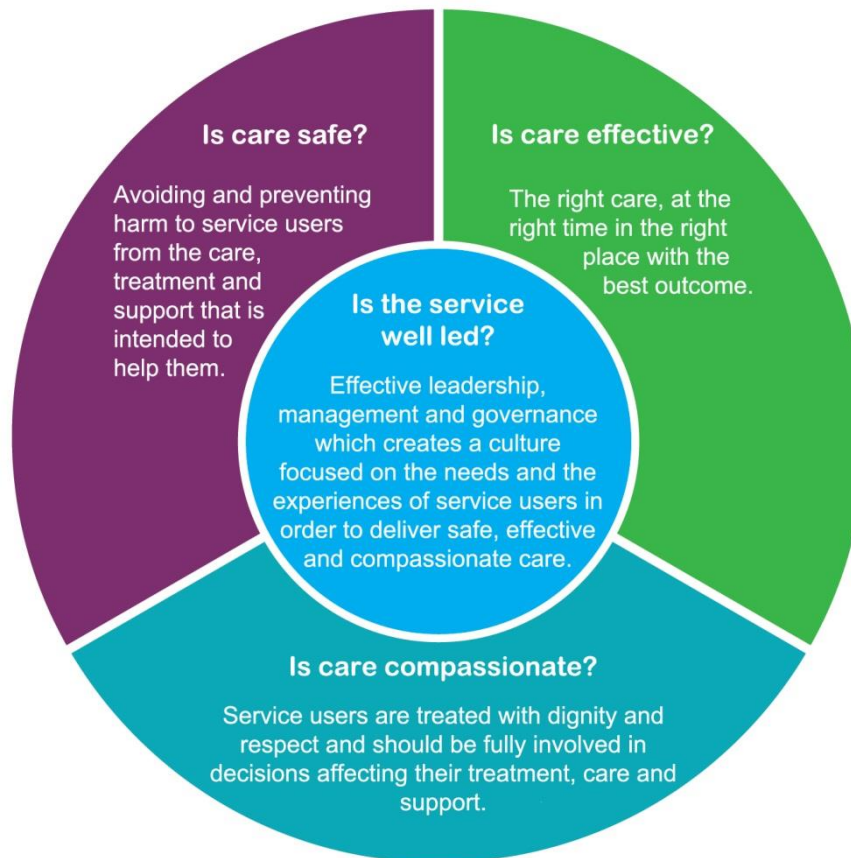 Is care safe?
Avoiding and preventing
harm to service users
from the care,
treatment and
support that is
intended to
help them.
Is care effective?
The right care, at the
right time in the right
place with the
best outcome.
Is the service
well led?
Effective leadership,
management and governance
which creates a culture
focused on the needs and the
experiences of service users in
order to deliver safe, effective
and compassionate care.
Is care compassionate?
Service users are treated with dignity and
respect and should be fully involved in
decisions affecting their treatment, care and
support.